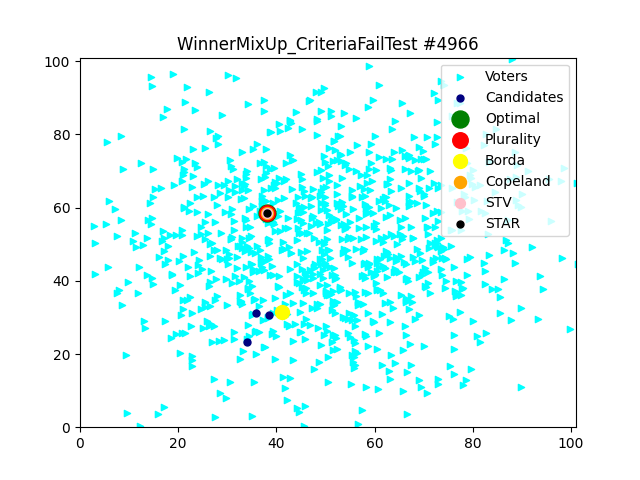 WinnerMixUp_CriteriaFailTest #4966
100
80
60
40
20
0
0 20 40 60 80 100
Voters
Candidates
Optimal
Plurality
Borda
Copeland
STV
STAR